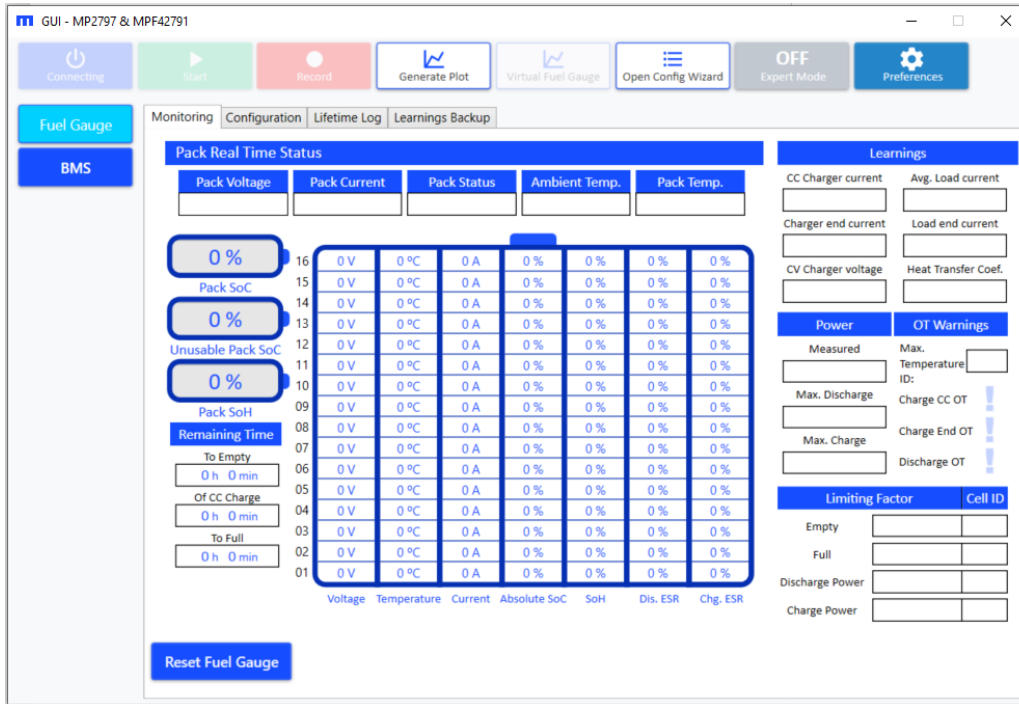 GUI - MP2797 & MPF42791
Connecting
Start
Record
Generate Plot
Virtual Fuel Gauge
Open Config Wizard
OFF
Expert Mode
Preferences
Fuel Gauge
BMS
Monitoring Configuration Lifetime Log Learnings Backup
Pack Real Time Status
Pack Voltage Pack Current Pack Status Ambient Temp. Pack Temp.
0 %
Pack SoC
0 %
Unusable Pack SoC
0 %
Pack SoH
Remaining Time
To Empty
0 h 0 min
Of CC Charge
0 h 0 min
To Full
0 h 0 min
16 0 V 0 ºC 0 A 0 % 0 % 0 % 0 %
15 0 V 0 ºC 0 A 0 % 0 % 0 % 0 %
14 0 V 0 ºC 0 A 0 % 0 % 0 % 0 %
13 0 V 0 ºC 0 A 0 % 0 % 0 % 0 %
12 0 V 0 ºC 0 A 0 % 0 % 0 % 0 %
11 0 V 0 ºC 0 A 0 % 0 % 0 % 0 %
10 0 V 0 ºC 0 A 0 % 0 % 0 % 0 %
09 0 V 0 ºC 0 A 0 % 0 % 0 % 0 %
08 0 V 0 ºC 0 A 0 % 0 % 0 % 0 %
07 0 V 0 ºC 0 A 0 % 0 % 0 % 0 %
06 0 V 0 ºC 0 A 0 % 0 % 0 % 0 %
05 0 V 0 ºC 0 A 0 % 0 % 0 % 0 %
04 0 V 0 ºC 0 A 0 % 0 % 0 % 0 %
03 0 V 0 ºC 0 A 0 % 0 % 0 % 0 %
02 0 V 0 ºC 0 A 0 % 0 % 0 % 0 %
01 0 V 0 ºC 0 A 0 % 0 % 0 % 0 %
Voltage Temperature Current Absolute SoC SoH Dis. ESR Chg. ESR
Reset Fuel Gauge
Learnings
CC Charger current Avg. Load current
Charger end current Load end current
CV Charger voltage Heat Transfer Coef.
Power
Measured
Max. Discharge
Max. Charge
OT Warnings
Max.
Temperature
ID:
Charge CC OT
Charge End OT
Discharge OT
Limiting Factor Cell ID
Empty
Full
Discharge Power
Charge Power